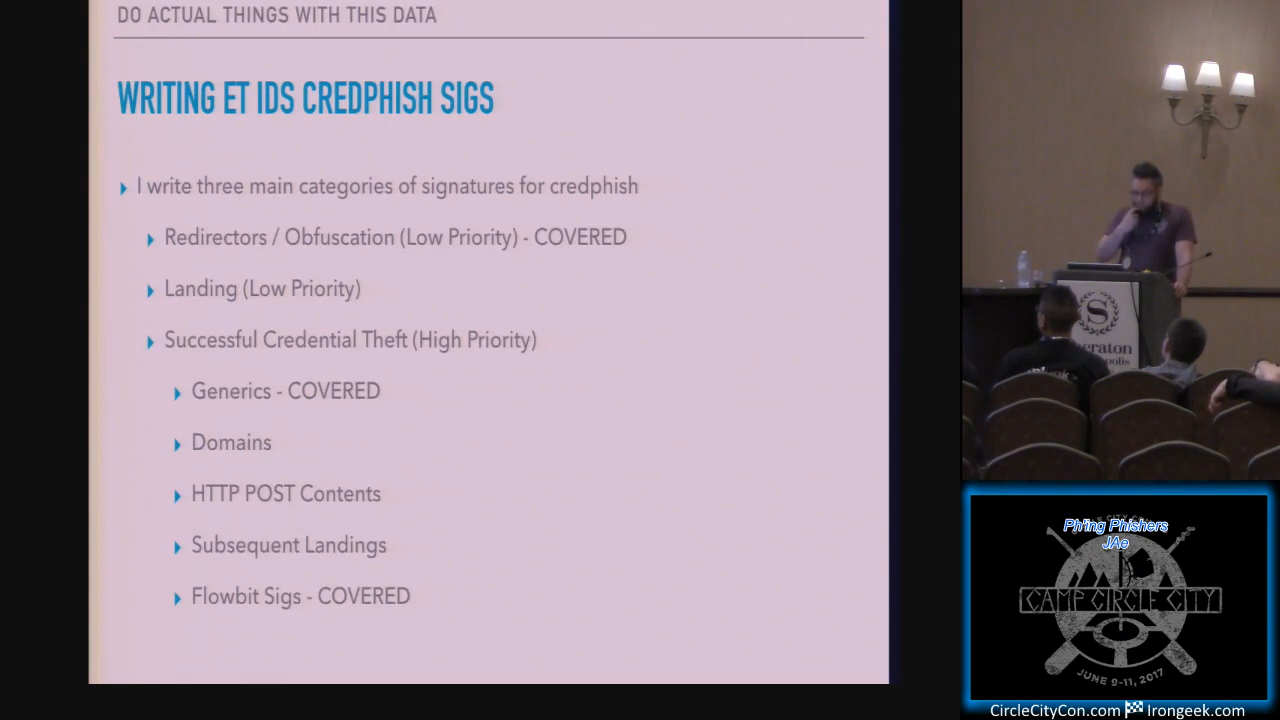 DO ACTUAL THINGS WITH THIS DATA
WRITING ET IDS CREDPHISH SIGS
I write three main categories of signatures for credphish
Redirectors / Obfuscation (Low Priority) - COVERED
Landing (Low Priority)
Successful Credential Theft (High Priority)
Generics - COVERED
Domains
HTTP POST Contents
Subsequent Landings
Flowbit Sigs - COVERED
S
Ph'ing Phishers
JAe
CAMP CIRCLE CITY
JUNE 9-11, 2017
CircleCityCon.com Irongeek.com